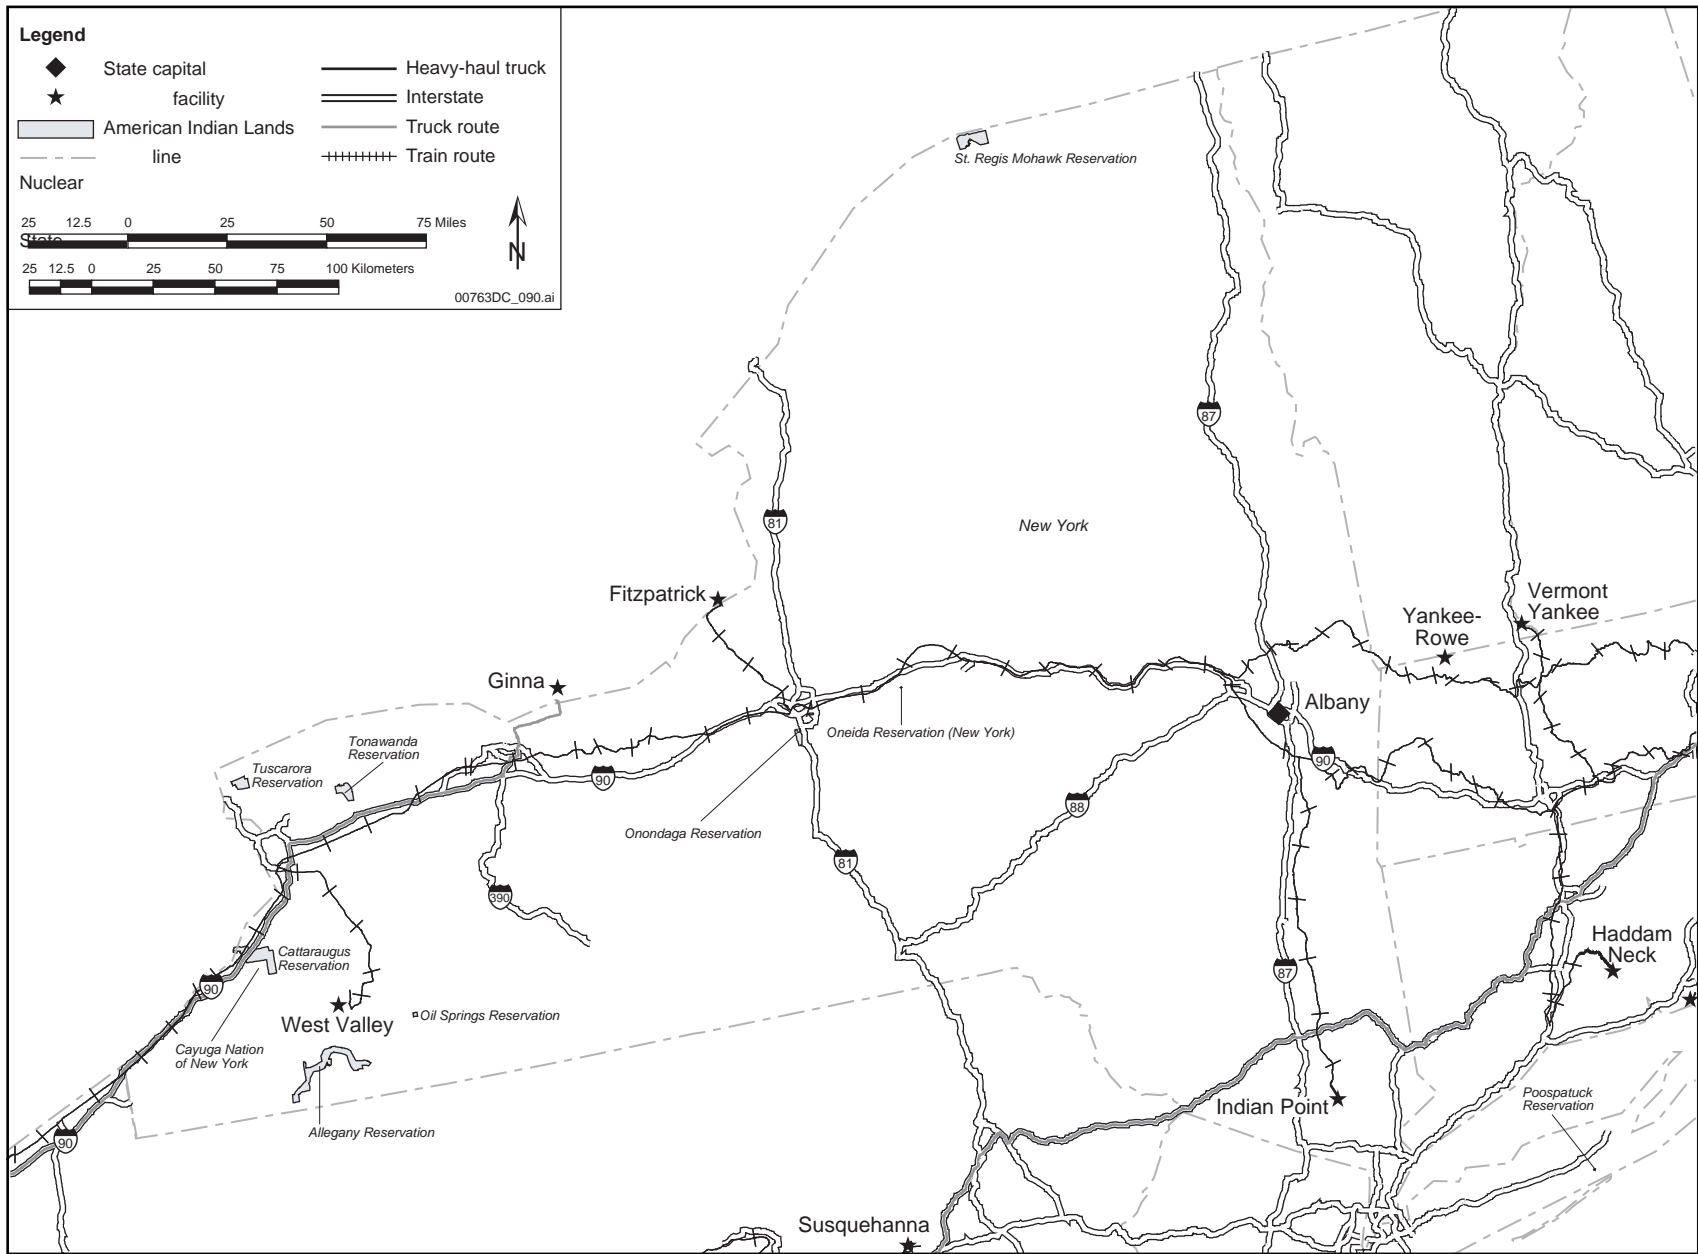 Legend
State capital
facility
American Indian Lands
line
Nuclear
Heavy-haul truck
Interstate
Truck route
Train route
25 12.5 0 25 50 75 Miles
State
25 12.5 0 25 50 75 100 Kilometers
N
00763DC_090.ai
St. Regis Mohawk Reservation
87
81
New York
Fitzpatrick
Vermont
Yankee
Yankee-
Rowe
Ginna
Albany
Oneida Reservation (New York)
Tonawanda
Reservation
Tuscarora
Reservation
90
90
88
Onondaga Reservation
81
390
Haddam
Neck
Cattaraugus
Reservation
90
87
West Valley
Oil Springs Reservation
Cayuga Nation
of New York
Indian Point
Poospatuck
Reservation
Allegany Reservation
90
Susquehanna